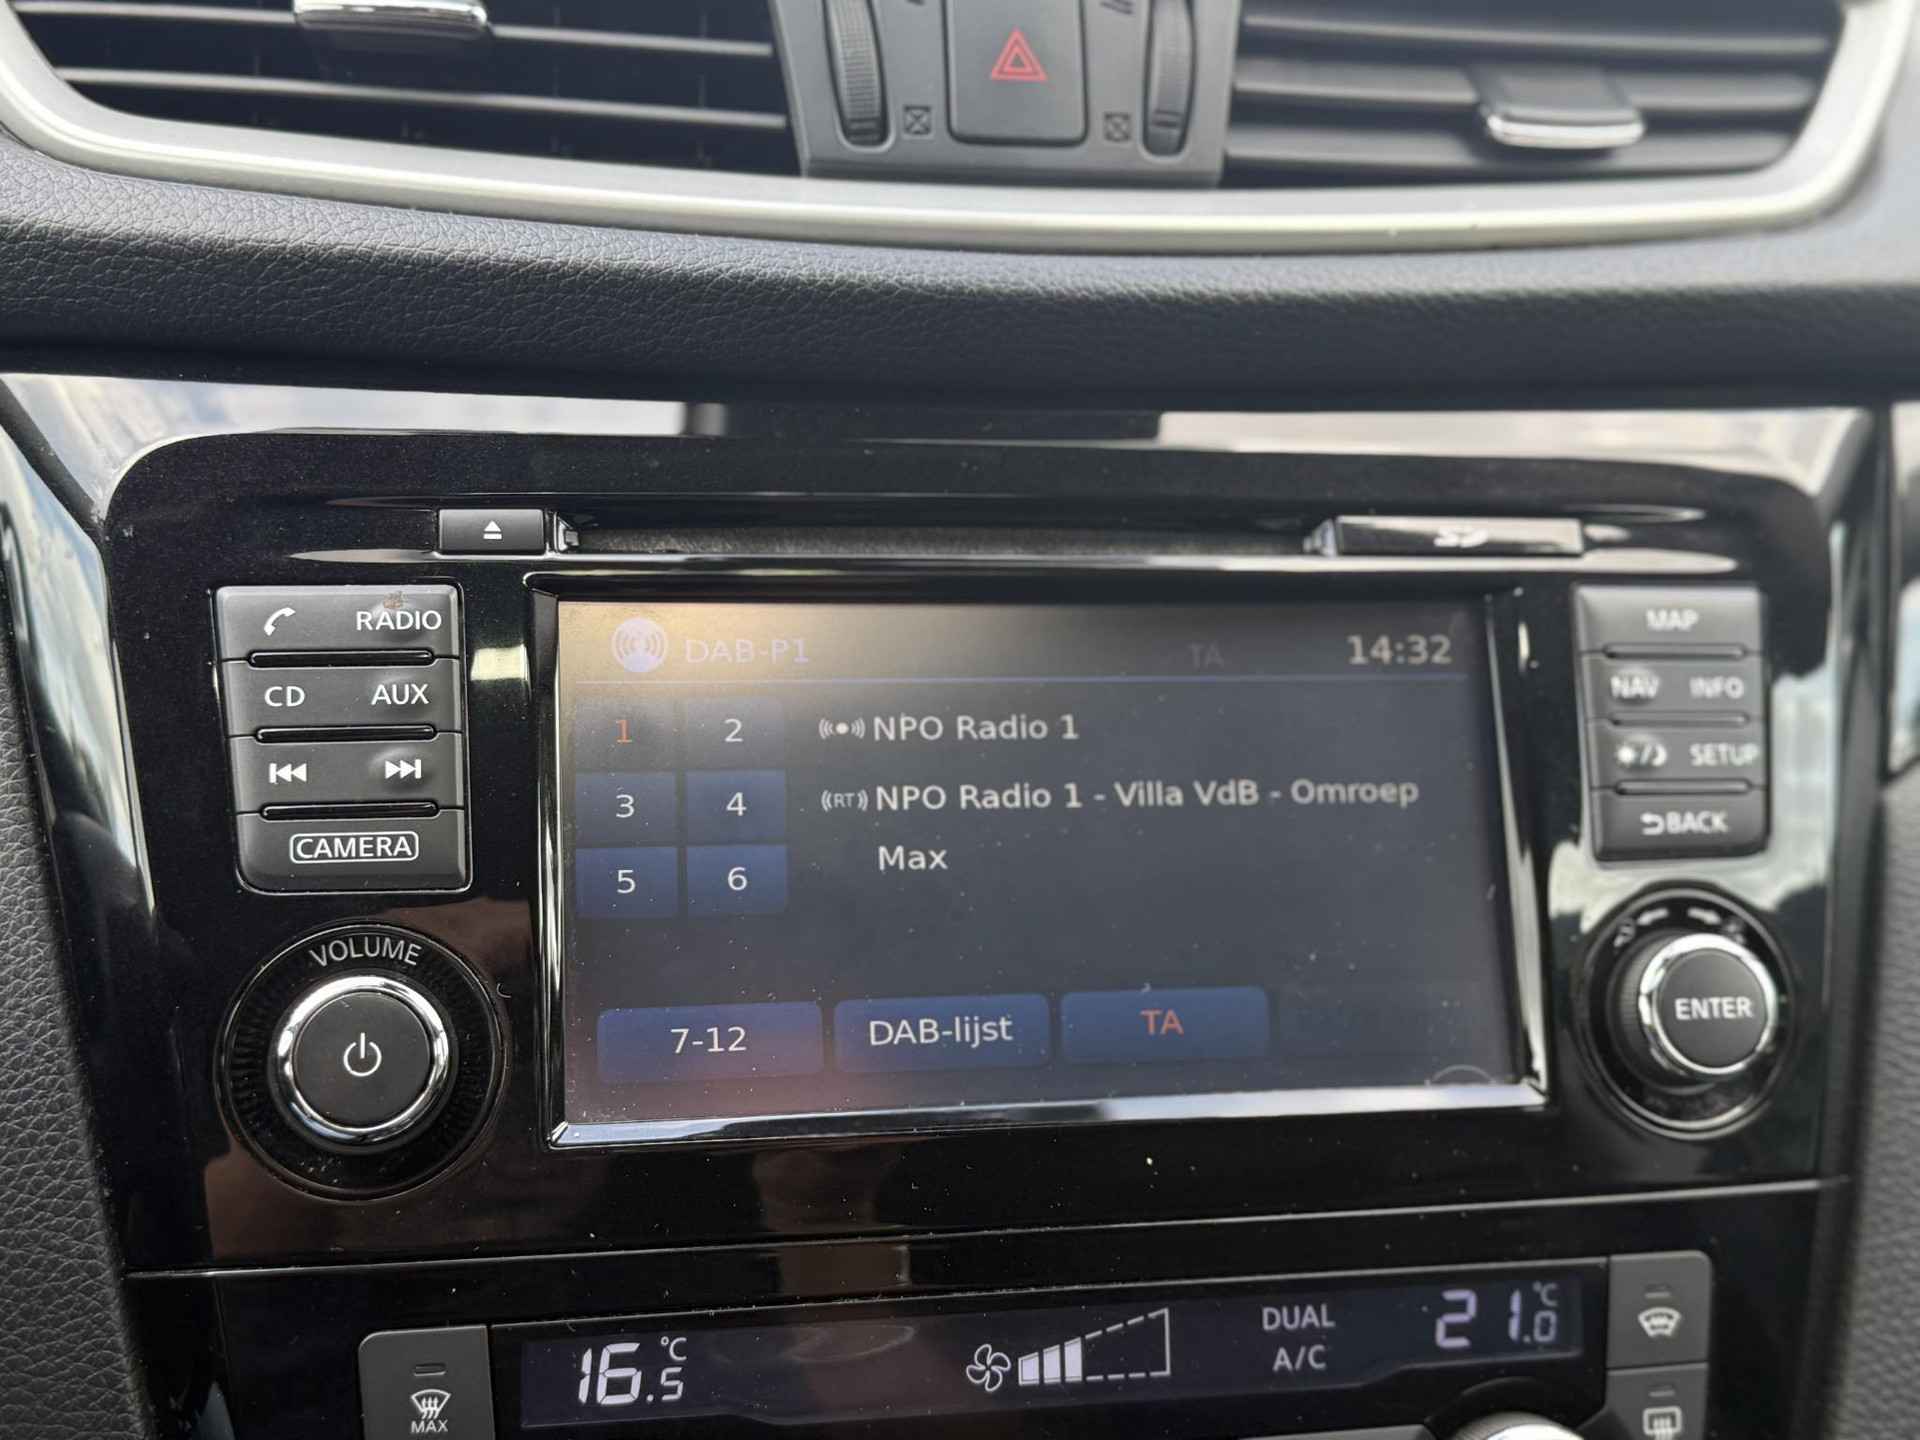 SD
RADIO
CD AUX
CAMERA
VOLUME
DAB-P1 TA 14:32
1 2
3 4
5 6
NPO Radio 1
RT NPO Radio 1 - Villa VdB - Omroep
Max
7-12 DAB-lijst TA
MAP
NAV INFO
SETUP
BACK
ENTER
16.5 °C
DUAL
A/C
21.0 °C
MAX